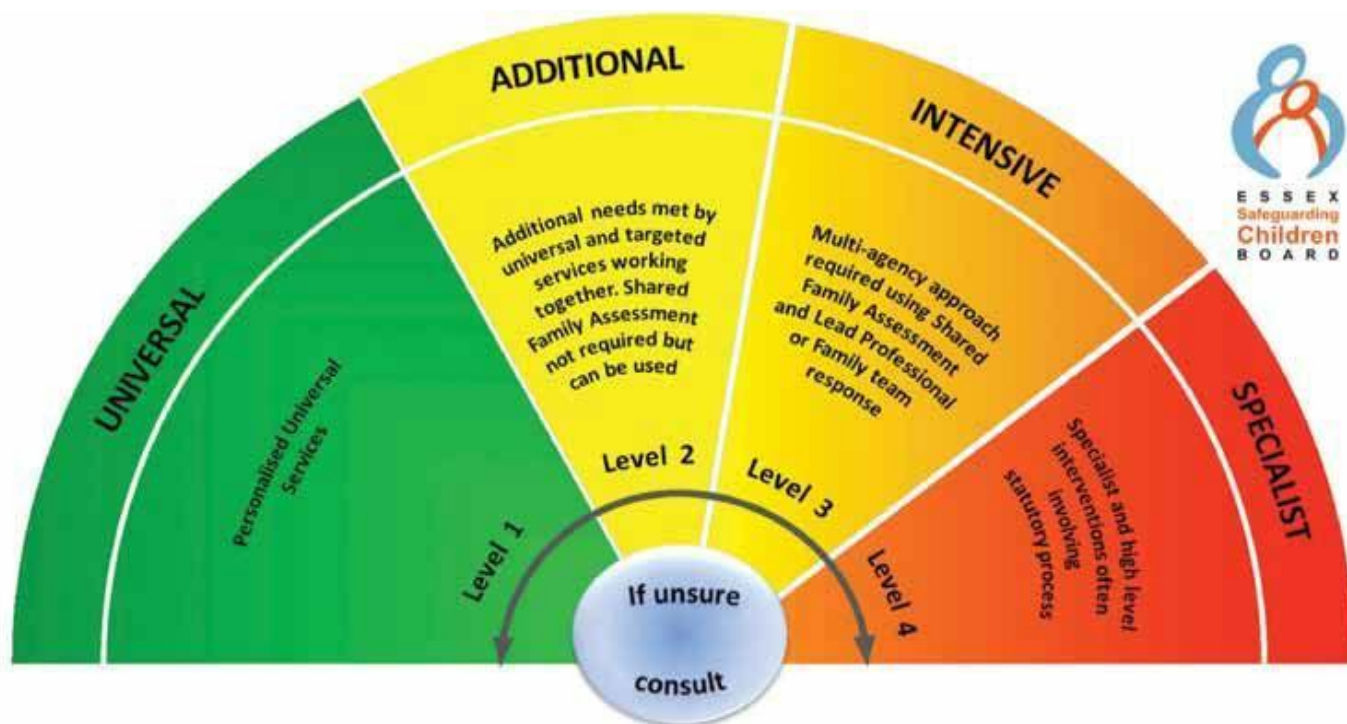 UNIVERSAL
Personalised Universal
Services
Level 1
ADDITIONAL
Additional needs met by
universal and targeted
services working
together. Shared
Family Assessment
not required but
can be used
Level 2
INTENSIVE
Multi-agency approach
required using Shared
Family Assessment
and Lead Professional
or Family team
response
Level 3
SPECIALIST
Specialist and high level
interventions often
involving
statutory process
Level 4
If unsure
consult
ESSEX
Safeguarding
Children
BOARD